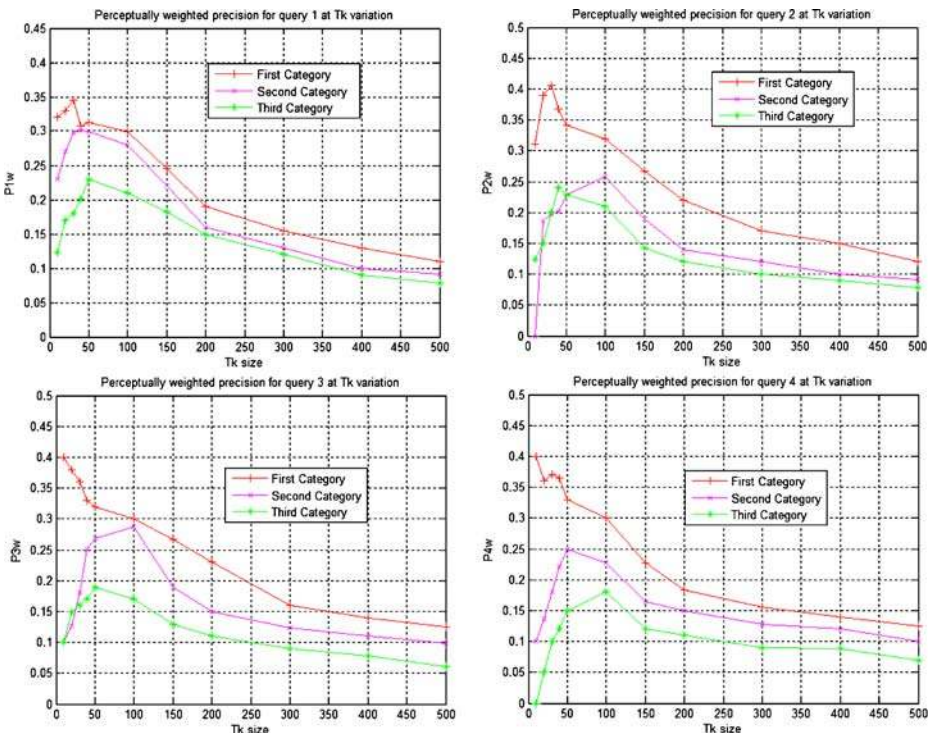 Perceptually weighted precision for query 1 at Tk variation
0.45
0.4
0.35
0.3
0.25
0.2
0.15
0.1
0.05
0
P1w
First Category
Second Category
Third Category
0 50 100 150 200 250 300 350 400 450 500
Tk size
Perceptually weighted precision for query 2 at Tk variation
0.5
0.45
0.4
0.35
0.3
0.25
0.2
0.15
0.1
0.05
0
P2w
First Category
Second Category
Third Category
0 50 100 150 200 250 300 350 400 450 500
Tk size
Perceptually weighted precision for query 3 at Tk variation
0.5
0.45
0.4
0.35
0.3
0.25
0.2
0.15
0.1
0.05
0
P3w
First Category
Second Category
Third Category
0 50 100 150 200 250 300 350 400 450 500
Tk size
Perceptually weighted precision for query 4 at Tk variation
0.5
0.45
0.4
0.35
0.3
0.25
0.2
0.15
0.1
0.05
0
P4w
First Category
Second Category
Third Category
0 50 100 150 200 250 300 350 400 450 500
Tk size